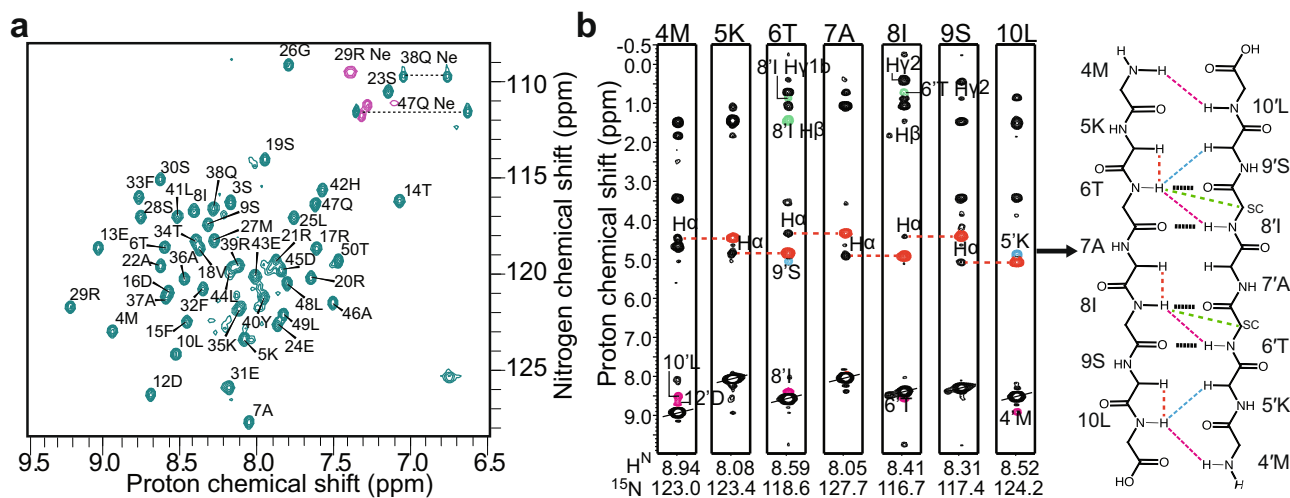 a
b
26G
29R Ne
38Q Ne
23S
47Q Ne
19S
30S
38Q
33F
41L
8I
3S
42H
14T
28S
9S
47Q
27M
25L
34T
13E
21R
17R
6T
39R
43E
50T
22A
36A
18V
45D
16D
44L
20R
29R
37A
32F
48L
46A
4M
15F
40Y
49L
10L
35K
5K
24E
12D
31E
7A
110
115
120
125
Nitrogen chemical shift (ppm)
9.5 9.0 8.5 8.0 7.5 7.0 6.5
Proton chemical shift (ppm)
4M 5K 6T 7A 8I 9S 10L
-0.5
0.0
1.0
2.0
3.0
4.0
5.0
6.0
7.0
8.0
9.0
Proton chemical shift (ppm)
8'I Hγ1b
Hγ2
6'T Hγ2
8'I Hβ
Hβ
Hα
Hα
Hα
Hα
Hα
Hα
9'S
5'K
10'L
12'D
8'I
6'T
4'M
H^N 8.94 8.08 8.59 8.05 8.41 8.31 8.52
15N 123.0 123.4 118.6 127.7 116.7 117.4 124.2
4M
5K
6T
7A
8I
9S
10L
10'L
9'S
8'I
7'A
6'T
5'K
4'M
SC
SC
OH
OH